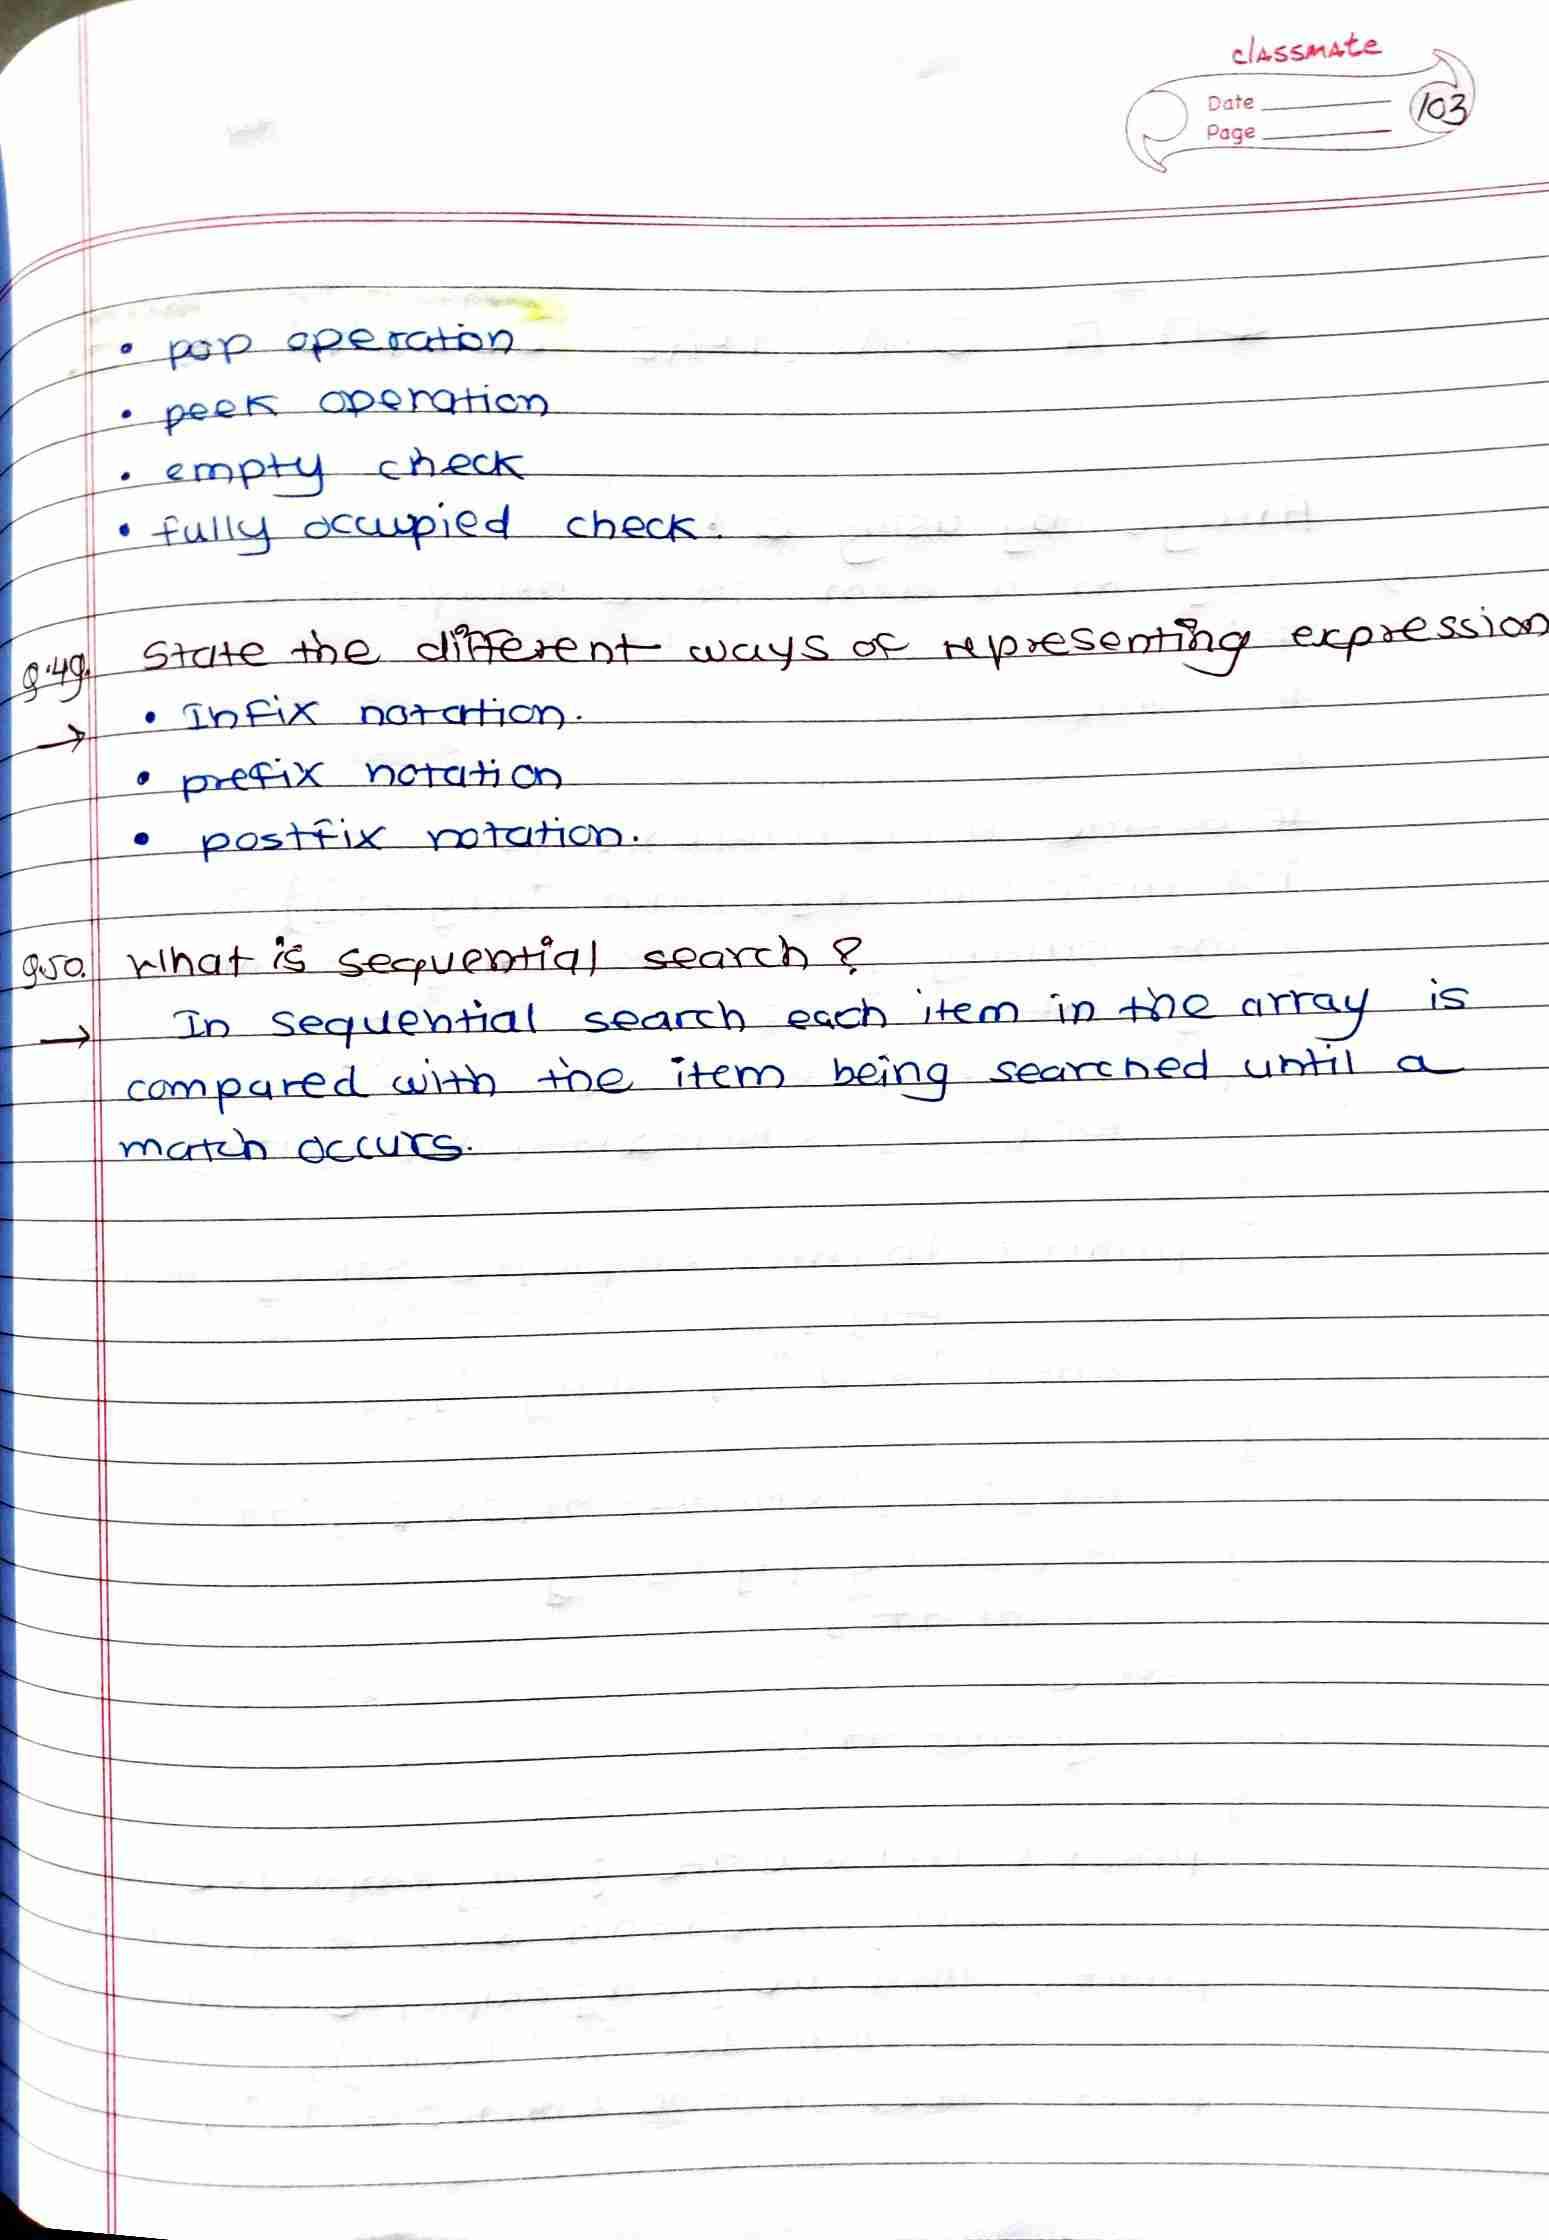 classmate
Date
Page
103
• pop operation
• peek operation
• empty check
• fully occupied check.
Q.49. State the different ways of representing expression
→ • Infix notation.
• prefix notation
• postfix notation.
Q.50. What is sequential search?
→ In sequential search each item in the array is
compared with the item being searched until a
match occurs.